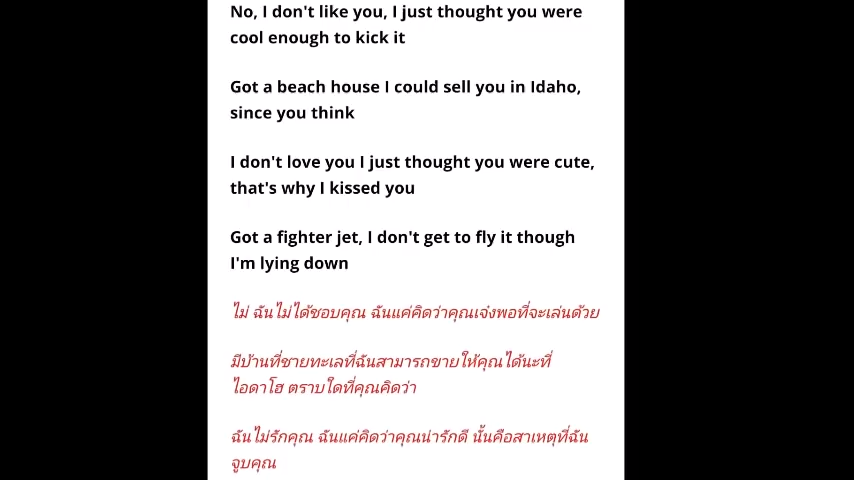 No, I don't like you, I just thought you were
cool enough to kick it
Got a beach house I could sell you in Idaho,
since you think
I don't love you I just thought you were cute,
that's why I kissed you
Got a fighter jet, I don't get to fly it though
I'm lying down
ไม่ ฉันไม่ได้ชอบคุณ ฉันแค่คิดว่าคุณเจ๋งพอที่จะเล่นด้วย
มีบ้านที่ชายทะเลที่ฉันสามารถขายให้คุณได้นะที่
ไอดาโฮ ตราบใดที่คุณคิดว่า
ฉันไม่รักคุณ ฉันแค่คิดว่าคุณน่ารักดี นั้นคือสาเหตุที่ฉัน
จูบคุณ